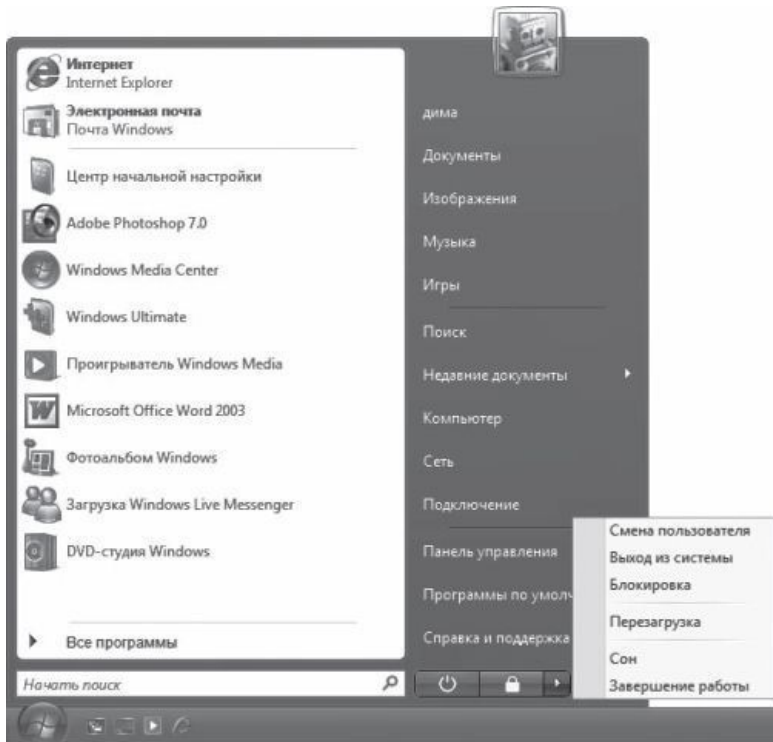 Интернет
Internet Explorer
Электронная почта
Почта Windows
Центр начальной настройки
Adobe Photoshop 7.0
Windows Media Center
Windows Ultimate
Проигрыватель Windows Media
Microsoft Office Word 2003
Фотоальбом Windows
Загрузка Windows Live Messenger
DVD-студия Windows
Все программы
Начать поиск
дима
Документы
Изображения
Музыка
Игры
Поиск
Недавние документы
Компьютер
Сеть
Подключение
Панель управления
Программы по умолч
Справка и поддержка
Смена пользователя
Выход из системы
Блокировка
Перезагрузка
Сон
Завершение работы